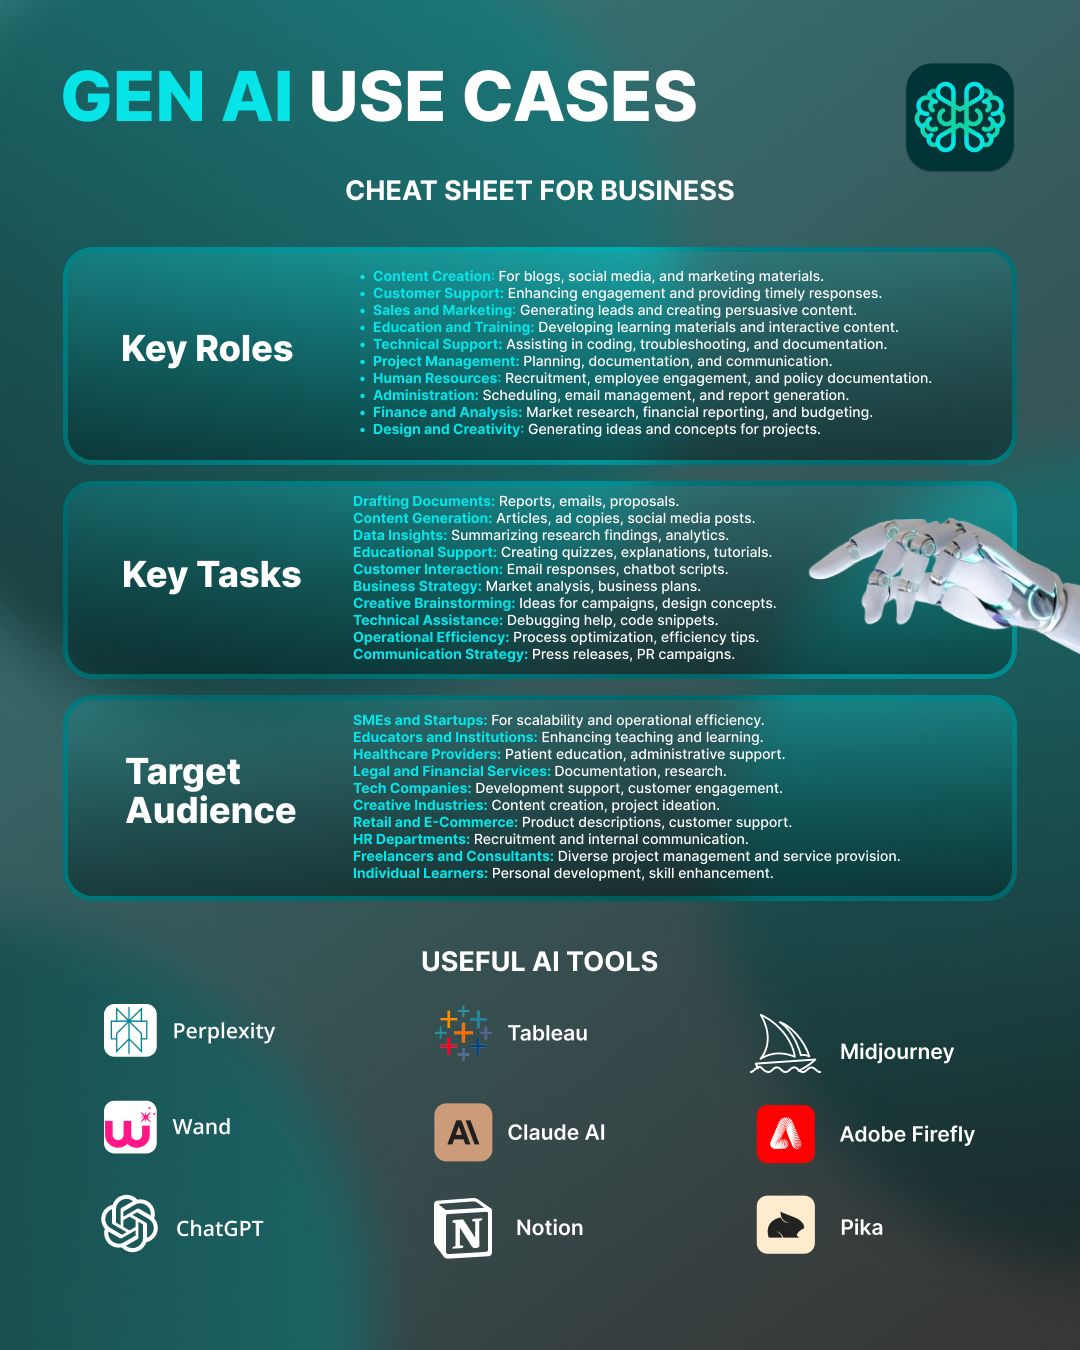 GEN AI USE CASES
CHEAT SHEET FOR BUSINESS
Key Roles
• Content Creation: For blogs, social media, and marketing materials.
• Customer Support: Enhancing engagement and providing timely responses.
• Sales and Marketing: Generating leads and creating persuasive content.
• Education and Training: Developing learning materials and interactive content.
• Technical Support: Assisting in coding, troubleshooting, and documentation.
• Project Management: Planning, documentation, and communication.
• Human Resources: Recruitment, employee engagement, and policy documentation.
• Administration: Scheduling, email management, and report generation.
• Finance and Analysis: Market research, financial reporting, and budgeting.
• Design and Creativity: Generating ideas and concepts for projects.
Key Tasks
Drafting Documents: Reports, emails, proposals.
Content Generation: Articles, ad copies, social media posts.
Data Insights: Summarizing research findings, analytics.
Educational Support: Creating quizzes, explanations, tutorials.
Customer Interaction: Email responses, chatbot scripts.
Business Strategy: Market analysis, business plans.
Creative Brainstorming: Ideas for campaigns, design concepts.
Technical Assistance: Debugging help, code snippets.
Operational Efficiency: Process optimization, efficiency tips.
Communication Strategy: Press releases, PR campaigns.
Target
Audience
SMEs and Startups: For scalability and operational efficiency.
Educators and Institutions: Enhancing teaching and learning.
Healthcare Providers: Patient education, administrative support.
Legal and Financial Services: Documentation, research.
Tech Companies: Development support, customer engagement.
Creative Industries: Content creation, project ideation.
Retail and E-Commerce: Product descriptions, customer support.
HR Departments: Recruitment and internal communication.
Freelancers and Consultants: Diverse project management and service provision.
Individual Learners: Personal development, skill enhancement.
USEFUL AI TOOLS
Perplexity
Tableau
Midjourney
W Wand
A\ Claude AI
Adobe Firefly
ChatGPT
N Notion
Pika